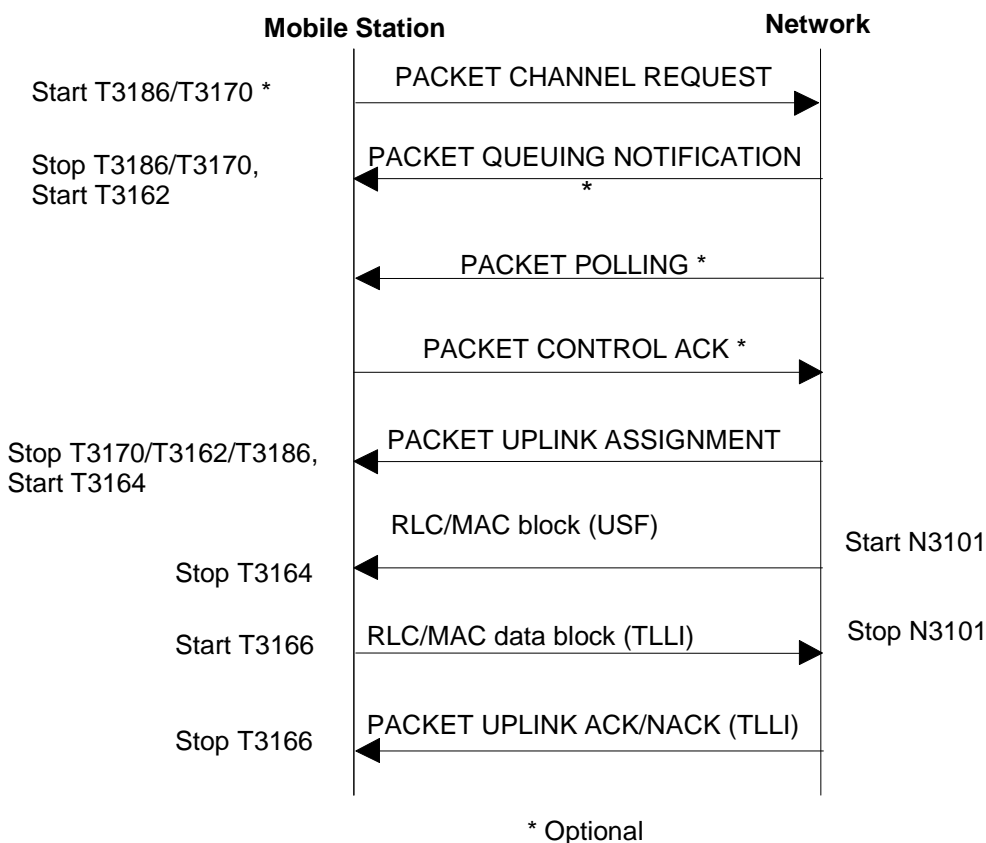 Mobile Station
Network
PACKET CHANNEL REQUEST
Start T3186/T3170 *
PACKET QUEUING NOTIFICATION
*
Stop T3186/T3170,
Start T3162
PACKET POLLING *
PACKET CONTROL ACK *
PACKET UPLINK ASSIGNMENT
Stop T3170/T3162/T3186,
Start T3164
RLC/MAC block (USF)
Start N3101
Stop T3164
RLC/MAC data block (TLLI)
Stop N3101
Start T3166
PACKET UPLINK ACK/NACK (TLLI)
Stop T3166
* Optional